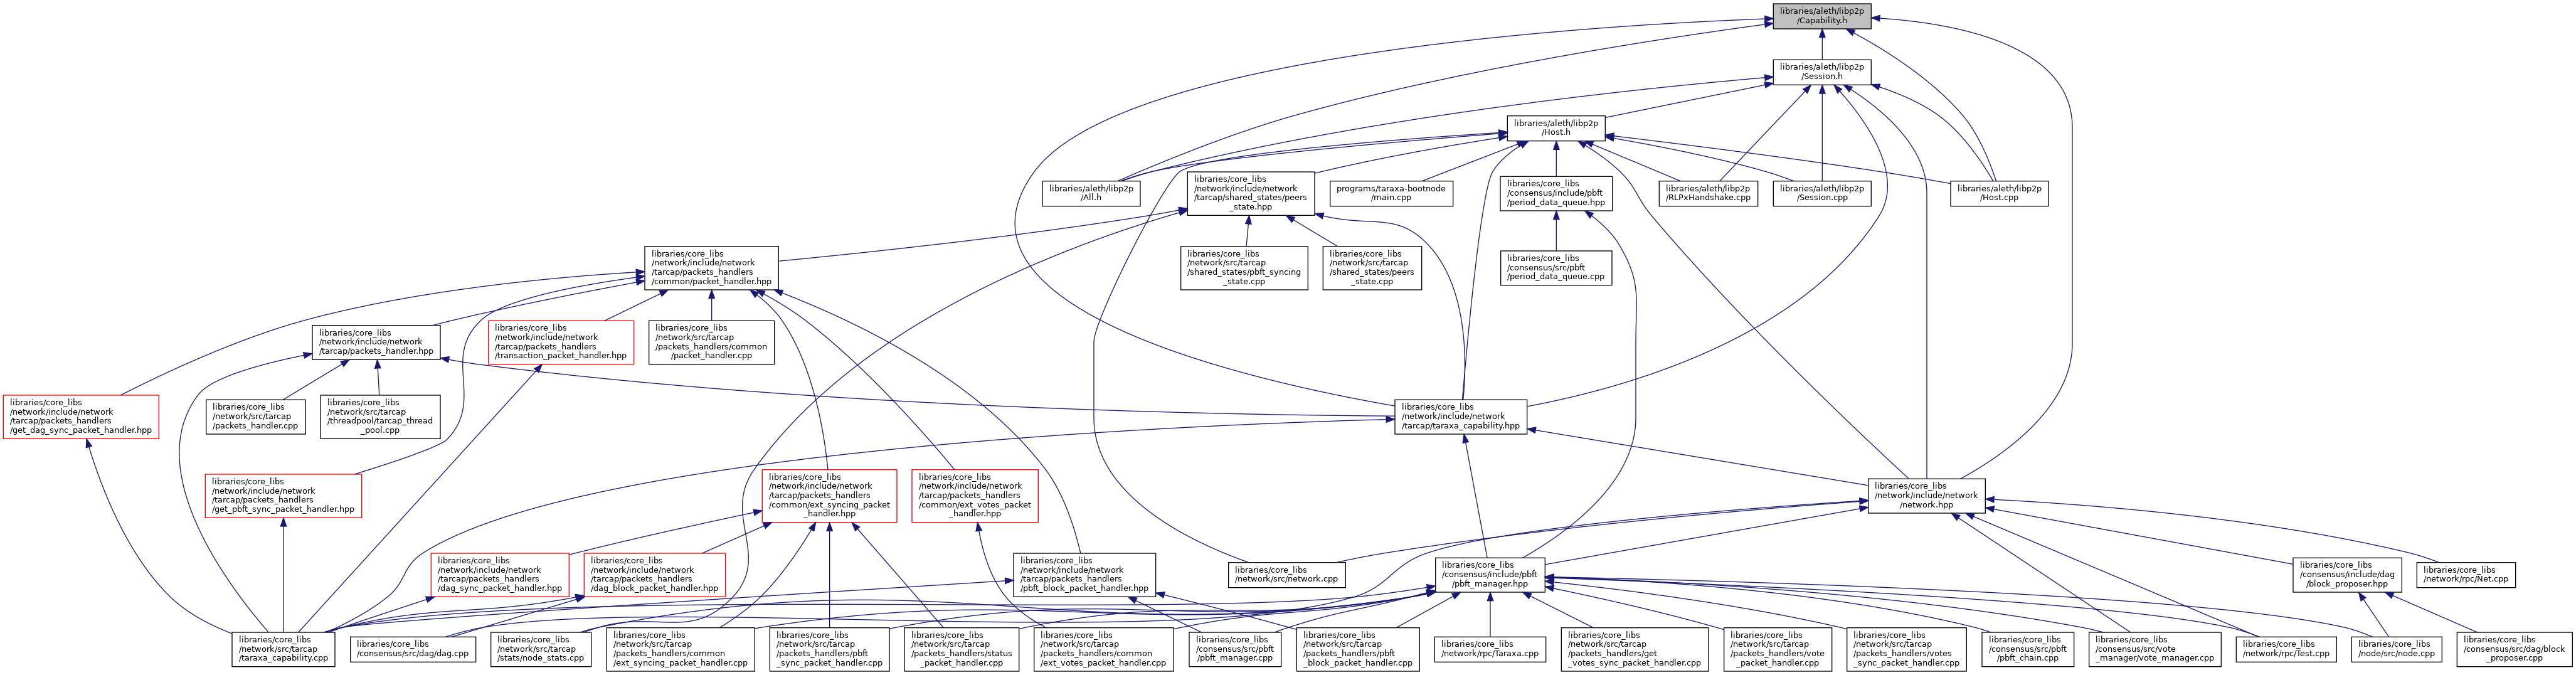 libraries/aleth/libp2p
/Capability.h
libraries/aleth/libp2p
/Session.h
libraries/aleth/libp2p
/Host.h
libraries/aleth/libp2p
/All.h
libraries/core_libs
/network/include/network
/tarcap/shared_states/peers
_state.hpp
programs/taraxa-bootnode
/main.cpp
libraries/core_libs
/consensus/include/pbft
/period_data_queue.hpp
libraries/aleth/libp2p
/RLPxHandshake.cpp
libraries/aleth/libp2p
/Session.cpp
libraries/aleth/libp2p
/Host.cpp
libraries/core_libs
/network/include/network
/tarcap/packets_handlers
/common/packet_handler.hpp
libraries/core_libs
/network/src/tarcap
/shared_states/pbft_syncing
_state.cpp
libraries/core_libs
/network/src/tarcap
/shared_states/peers
_state.cpp
libraries/core_libs
/consensus/src/pbft
/period_data_queue.cpp
libraries/core_libs
/network/include/network
/tarcap/packets_handler.hpp
libraries/core_libs
/network/include/network
/tarcap/packets_handlers
/transaction_packet_handler.hpp
libraries/core_libs
/network/src/tarcap
/packets_handlers/common
/packet_handler.cpp
libraries/core_libs
/network/include/network
/tarcap/packets_handlers
/get_dag_sync_packet_handler.hpp
libraries/core_libs
/network/src/tarcap
/packets_handler.cpp
libraries/core_libs
/network/src/tarcap
/threadpool/tarcap_thread
_pool.cpp
libraries/core_libs
/network/include/network
/tarcap/taraxa_capability.hpp
libraries/core_libs
/network/include/network
/tarcap/packets_handlers
/get_pbft_sync_packet_handler.hpp
libraries/core_libs
/network/include/network
/tarcap/packets_handlers
/common/ext_syncing_packet
_handler.hpp
libraries/core_libs
/network/include/network
/tarcap/packets_handlers
/common/ext_votes_packet
_handler.hpp
libraries/core_libs
/network/include/network
/network.hpp
libraries/core_libs
/network/include/network
/tarcap/packets_handlers
/dag_sync_packet_handler.hpp
libraries/core_libs
/network/include/network
/tarcap/packets_handlers
/dag_block_packet_handler.hpp
libraries/core_libs
/network/include/network
/tarcap/packets_handlers
/pbft_block_packet_handler.hpp
libraries/core_libs
/network/src/network.cpp
libraries/core_libs
/consensus/include/pbft
/pbft_manager.hpp
libraries/core_libs
/consensus/include/dag
/block_proposer.hpp
libraries/core_libs
/network/rpc/Net.cpp
libraries/core_libs
/network/src/tarcap
/taraxa_capability.cpp
libraries/core_libs
/consensus/src/dag/dag.cpp
libraries/core_libs
/network/src/tarcap
/stats/node_stats.cpp
libraries/core_libs
/network/src/tarcap
/packets_handlers/common
/ext_syncing_packet_handler.cpp
libraries/core_libs
/network/src/tarcap
/packets_handlers/pbft
_sync_packet_handler.cpp
libraries/core_libs
/network/src/tarcap
/packets_handlers/status
_packet_handler.cpp
libraries/core_libs
/network/src/tarcap
/packets_handlers/common
/ext_votes_packet_handler.cpp
libraries/core_libs
/consensus/src/pbft
/pbft_manager.cpp
libraries/core_libs
/network/src/tarcap
/packets_handlers/pbft
_block_packet_handler.cpp
libraries/core_libs
/network/rpc/Taraxa.cpp
libraries/core_libs
/network/src/tarcap
/packets_handlers/get
_votes_sync_packet_handler.cpp
libraries/core_libs
/network/src/tarcap
/packets_handlers/vote
_packet_handler.cpp
libraries/core_libs
/network/src/tarcap
/packets_handlers/votes
_sync_packet_handler.cpp
libraries/core_libs
/consensus/src/pbft
/pbft_chain.cpp
libraries/core_libs
/consensus/src/vote
_manager/vote_manager.cpp
libraries/core_libs
/network/rpc/Test.cpp
libraries/core_libs
/node/src/node.cpp
libraries/core_libs
/consensus/src/dag/block
_proposer.cpp